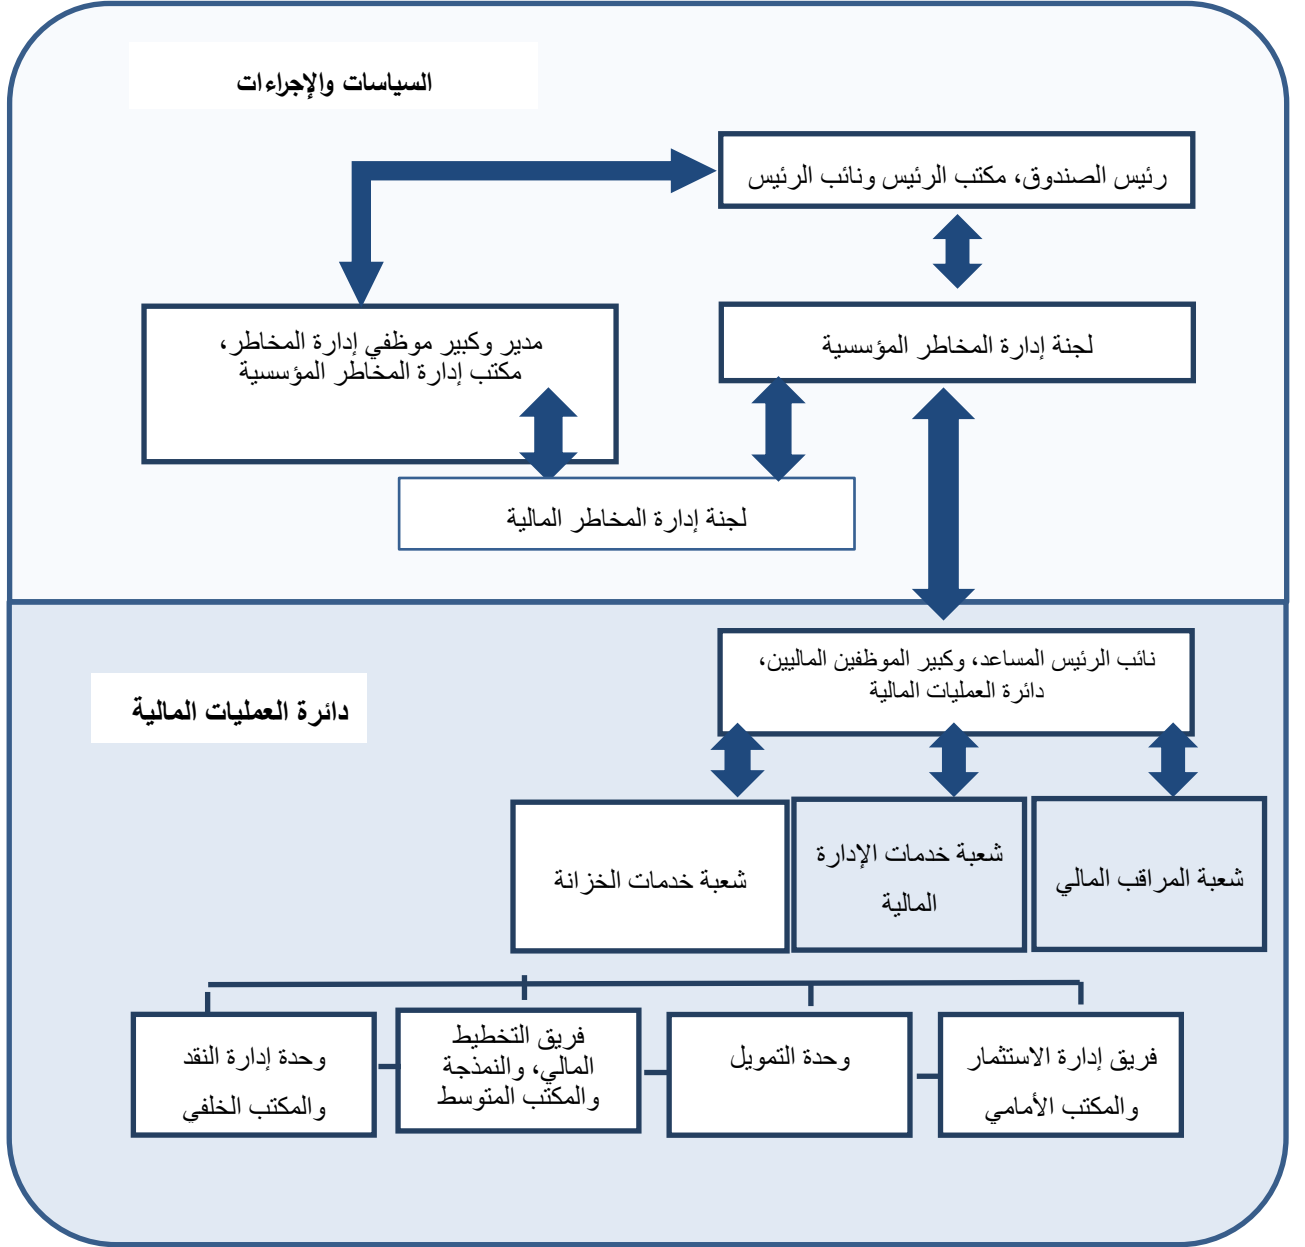 السياسات والإجراءات
رئيس الصندوق، مكتب الرئيس ونائب الرئيس
لجنة إدارة المخاطر المؤسسية
مدير وكبير موظفي إدارة المخاطر،
مكتب إدارة المخاطر المؤسسية
لجنة إدارة المخاطر المالية
نائب الرئيس المساعد، وكبير الموظفين الماليين،
دائرة العمليات المالية
دائرة العمليات المالية
شعبة المراقب المالي
شعبة خدمات الإدارة
المالية
شعبة خدمات الخزانة
فريق إدارة الاستثمار
والمكتب الأمامي
وحدة التمويل
فريق التخطيط
المالي، والنمذجة
والمكتب المتوسط
وحدة إدارة النقد
والمكتب الخلفي